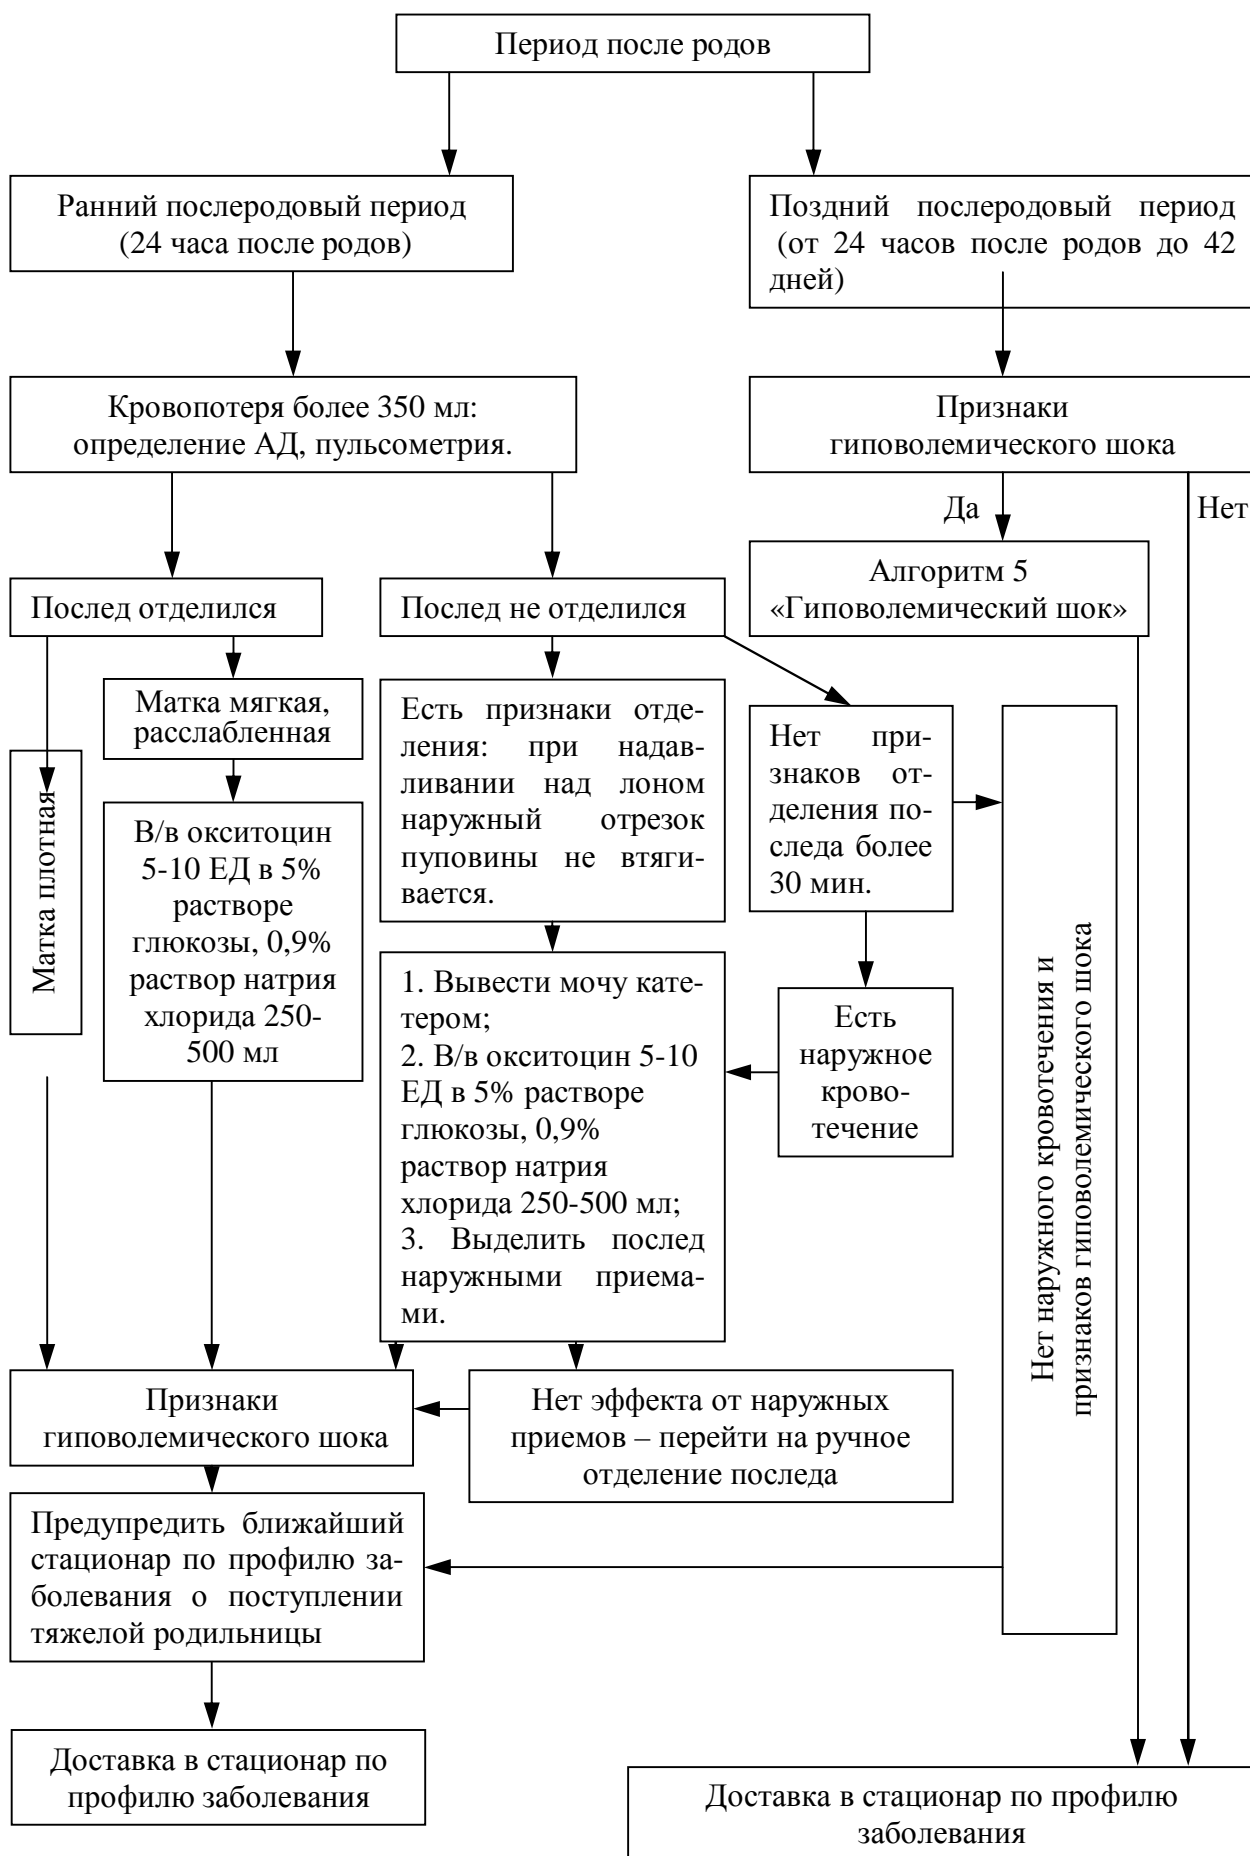 Период после родов
Ранний послеродовый период
(24 часа после родов)
Поздний послеродовый период
(от 24 часов после родов до 42
дней)
Кровопотеря более 350 мл:
определение АД, пульсометрия.
Признаки
гиповолемического шока
Да
Нет
Алгоритм 5
«Гиповолемический шок»
Послед отделился
Послед не отделился
Матка плотная
Матка мягкая,
расслабленная
В/в окситоцин
5-10 ЕД в 5%
растворе
глюкозы, 0,9%
раствор натрия
хлорида 250-
500 мл
Есть признаки отде-
ления: при надав-
ливании над лоном
наружный отрезок
пуповины не втяги-
вается.
Нет при-
знаков от-
деления по-
следа более
30 мин.
1. Вывести мочу кате-
тером;
2. В/в окситоцин 5-10
ЕД в 5% растворе
глюкозы, 0,9%
раствор натрия
хлорида 250-500 мл;
3. Выделить послед
наружными приема-
ми.
Есть
наружное
крово-
течение
Нет наружного кровотечения и
признаков гиповолемического шока
Признаки
гиповолемического шока
Нет эффекта от наружных
приемов – перейти на ручное
отделение последа
Предупредить ближайший
стационар по профилю за-
болевания о поступлении
тяжелой родильницы
Доставка в стационар по
профилю заболевания
Доставка в стационар по профилю
заболевания